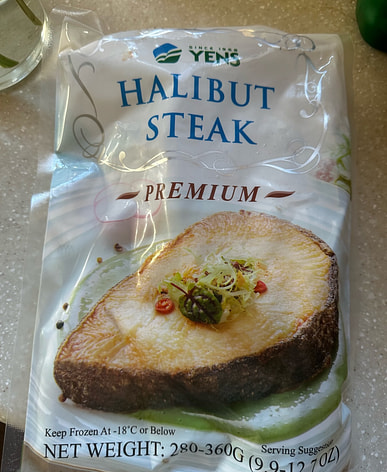 SINCE 1989
YENS
HALIBUT
STEAK
PREMIUM
Keep Frozen At -18°C or Below
Serving Suggestion
NET WEIGHT: 280-360G (9.9-12.7OZ)